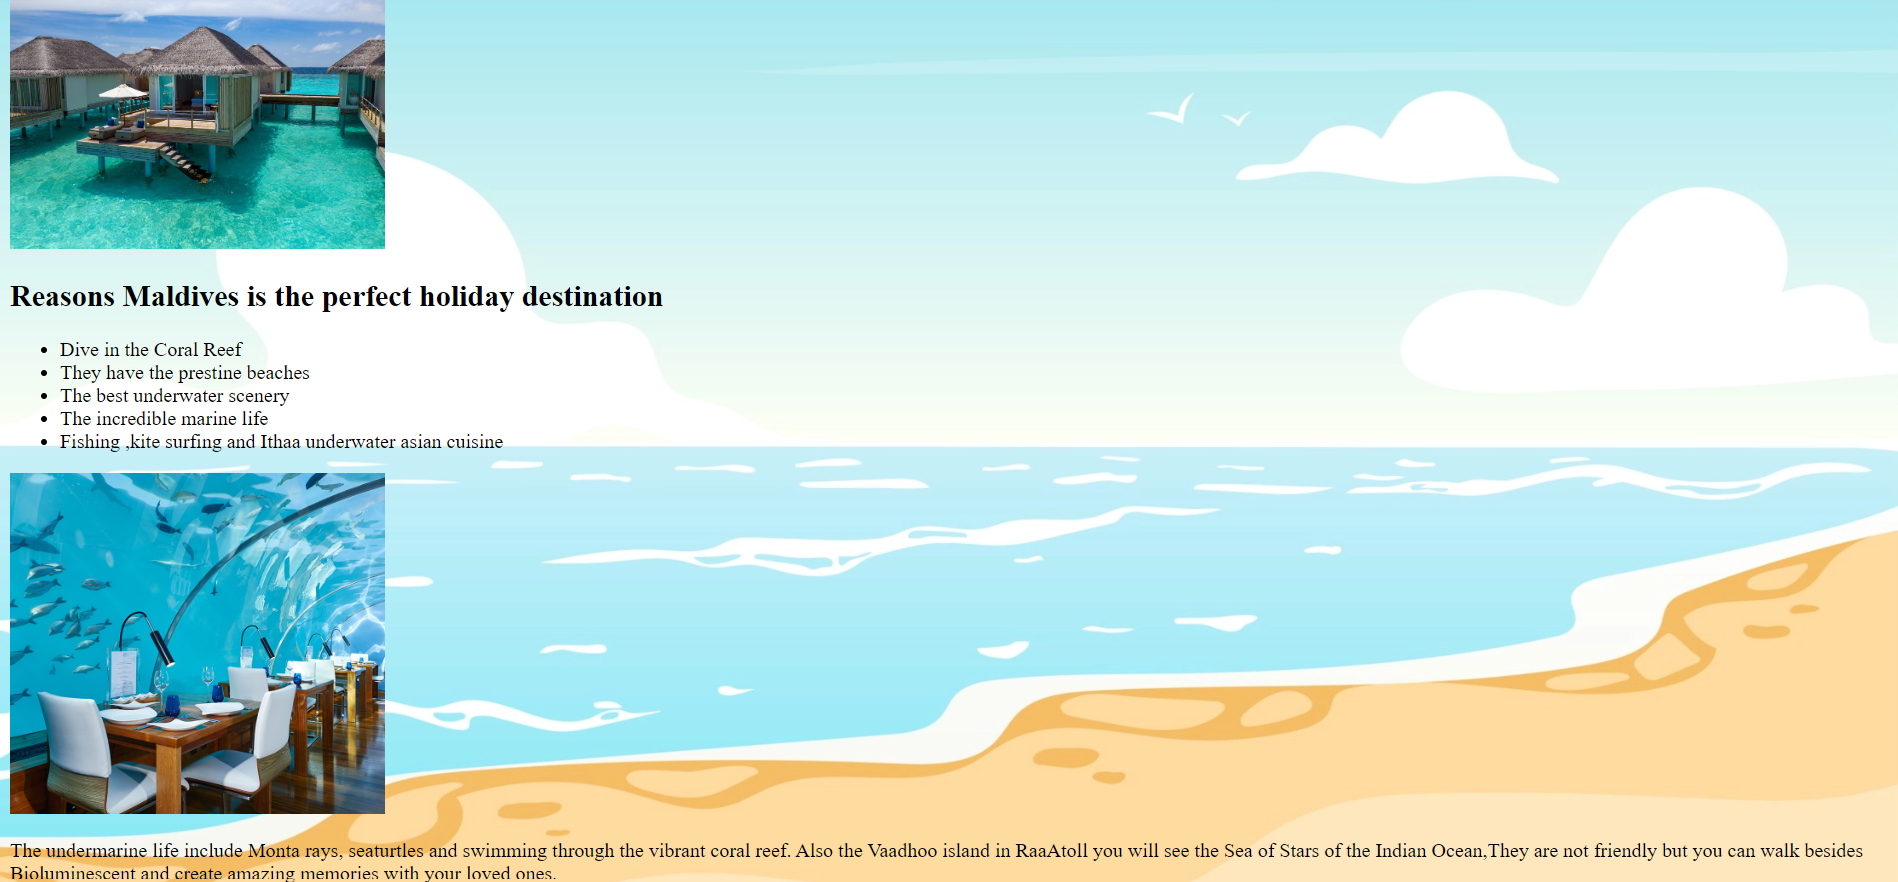 Reasons Maldives is the perfect holiday destination
Dive in the Coral Reef
They have the prestine beaches
The best underwater scenery
The incredible marine life
Fishing ,kite surfing and Ithaa underwater asian cuisine
The undermarine life include Monta rays, seaturtles and swimming through the vibrant coral reef. Also the Vaadhoo island in RaaAtoll you will see the Sea of Stars of the Indian Ocean,They are not friendly but you can walk besides
Bioluminescent and create amazing memories with your loved ones.